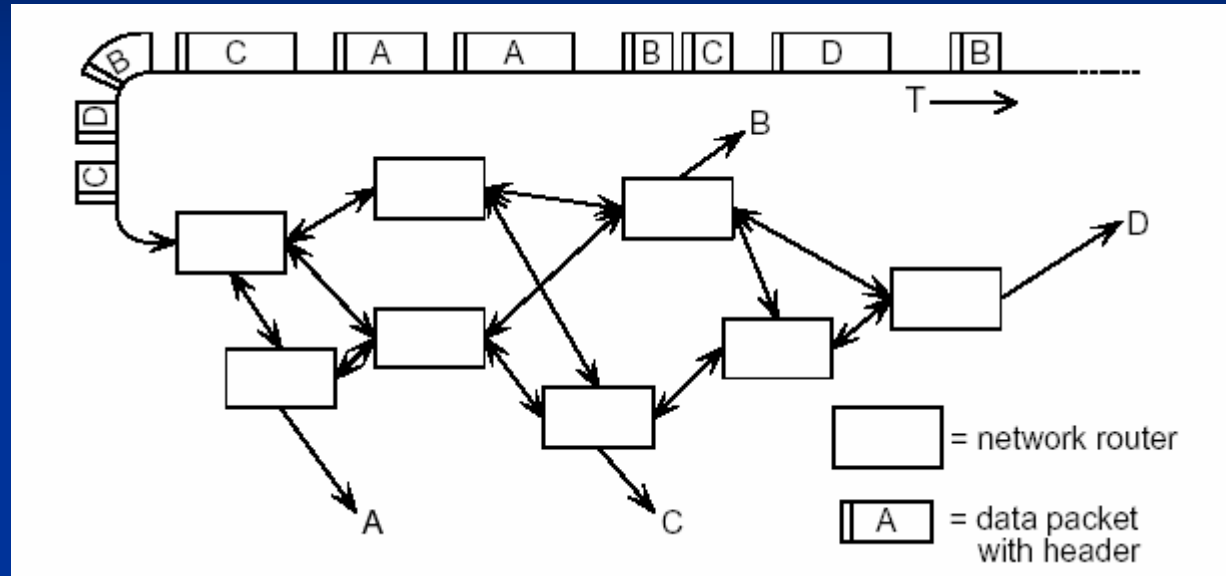 B
C
A
A
B
C
D
B
D
C
T
B
D
A
C
= network router
A
= data packet
with header